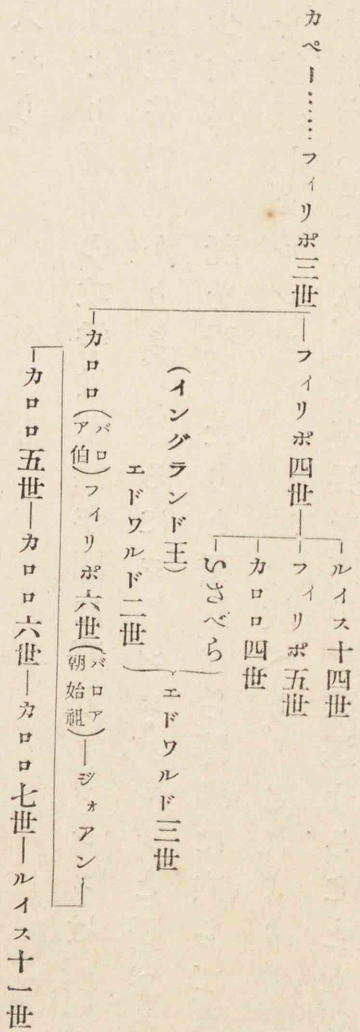 カペー……フィリポ三世—フィリポ四世—
ルイス十四世
フィリポ五世
カロロ四世
いさべら
(イングランド王)
エドワルド二世
エドワルド三世
カロロ(バロア伯)フィリポ六世(バロア朝始祖)—ジォアン
カロロ五世—カロロ六世—カロロ七世—ルイス十一世